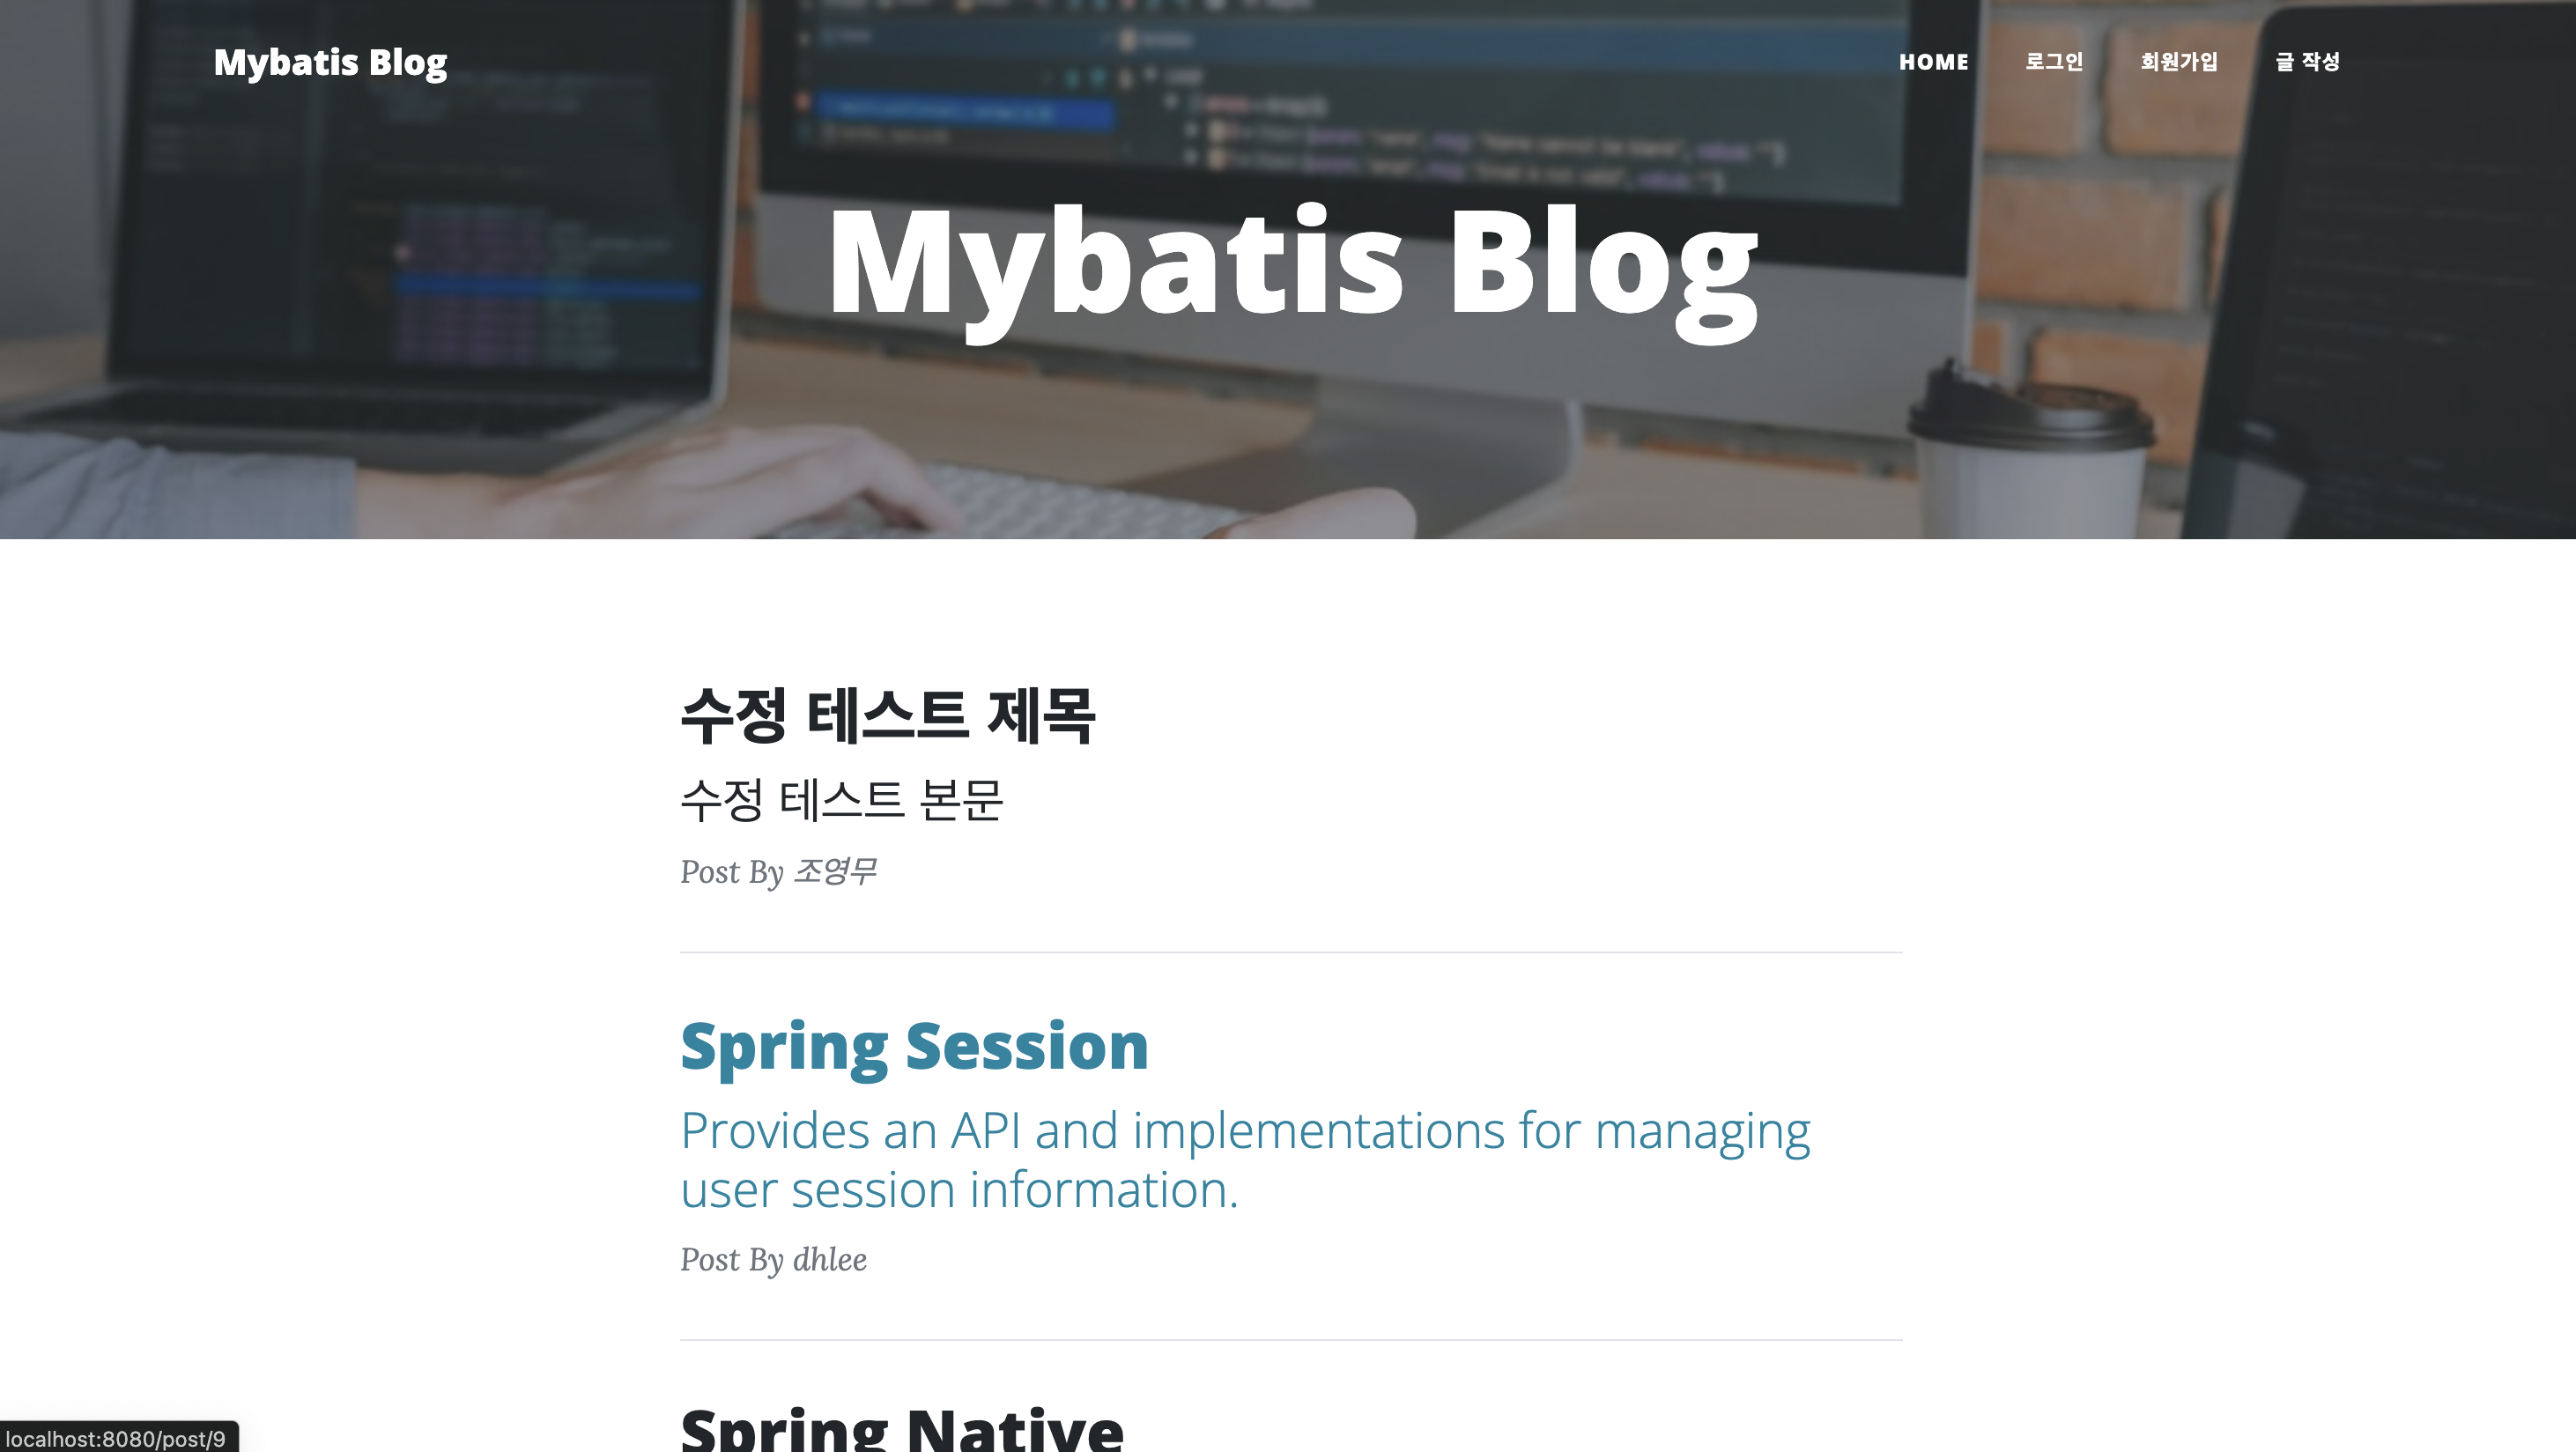 Mybatis Blog
HOME 로그인 회원가입 글 작성
Mybatis Blog
수정 테스트 제목
수정 테스트 본문
Post By 조영무
Spring Session
Provides an API and implementations for managing
user session information.
Post By dhlee
Spring Native
localhost:8080/post/9